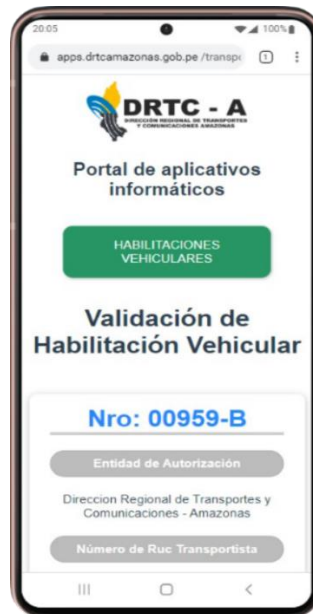 20:05
100%
apps.drtcamazonas.gob.pe /transpo
1
DRTC - A
DIRECCIÓN REGIONAL DE TRANSPORTES
Y COMUNICACIONES AMAZONAS
Portal de aplicativos
informáticos
HABILITACIONES
VEHICULARES
Validación de
Habilitación Vehicular
Nro: 00959-B
Entidad de Autorización
Direccion Regional de Transportes y
Comunicaciones - Amazonas
Número de Ruc Transportista